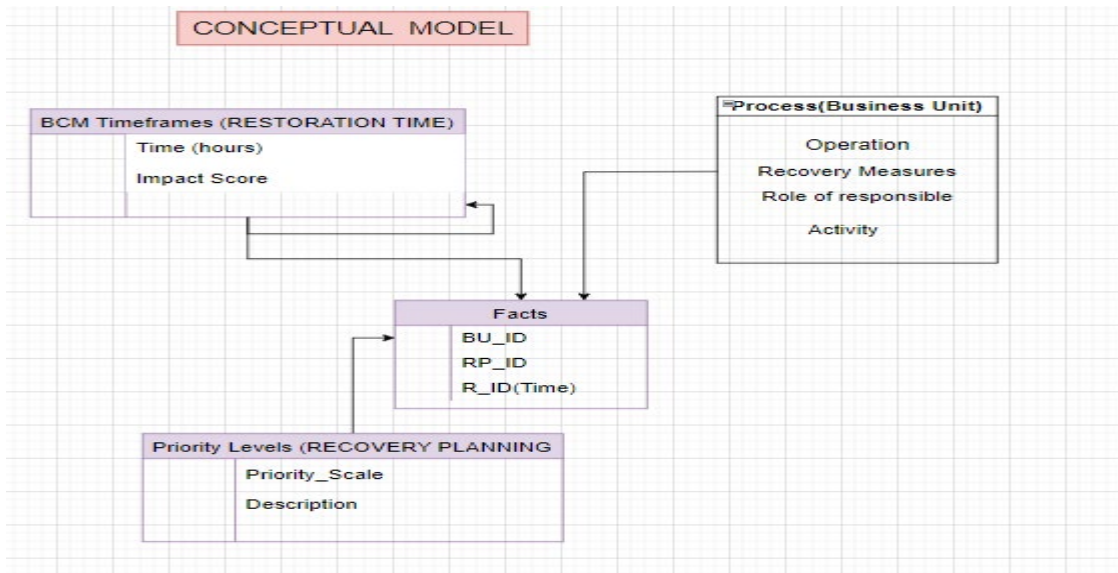 CONCEPTUAL MODEL
BCM Timeframes (RESTORATION TIME)
Time (hours)
Impact Score
Process(Business Unit)
Operation
Recovery Measures
Role of responsible
Activity
Facts
BU_ID
RP_ID
R_ID(Time)
Priority Levels (RECOVERY PLANNING
Priority_Scale
Description